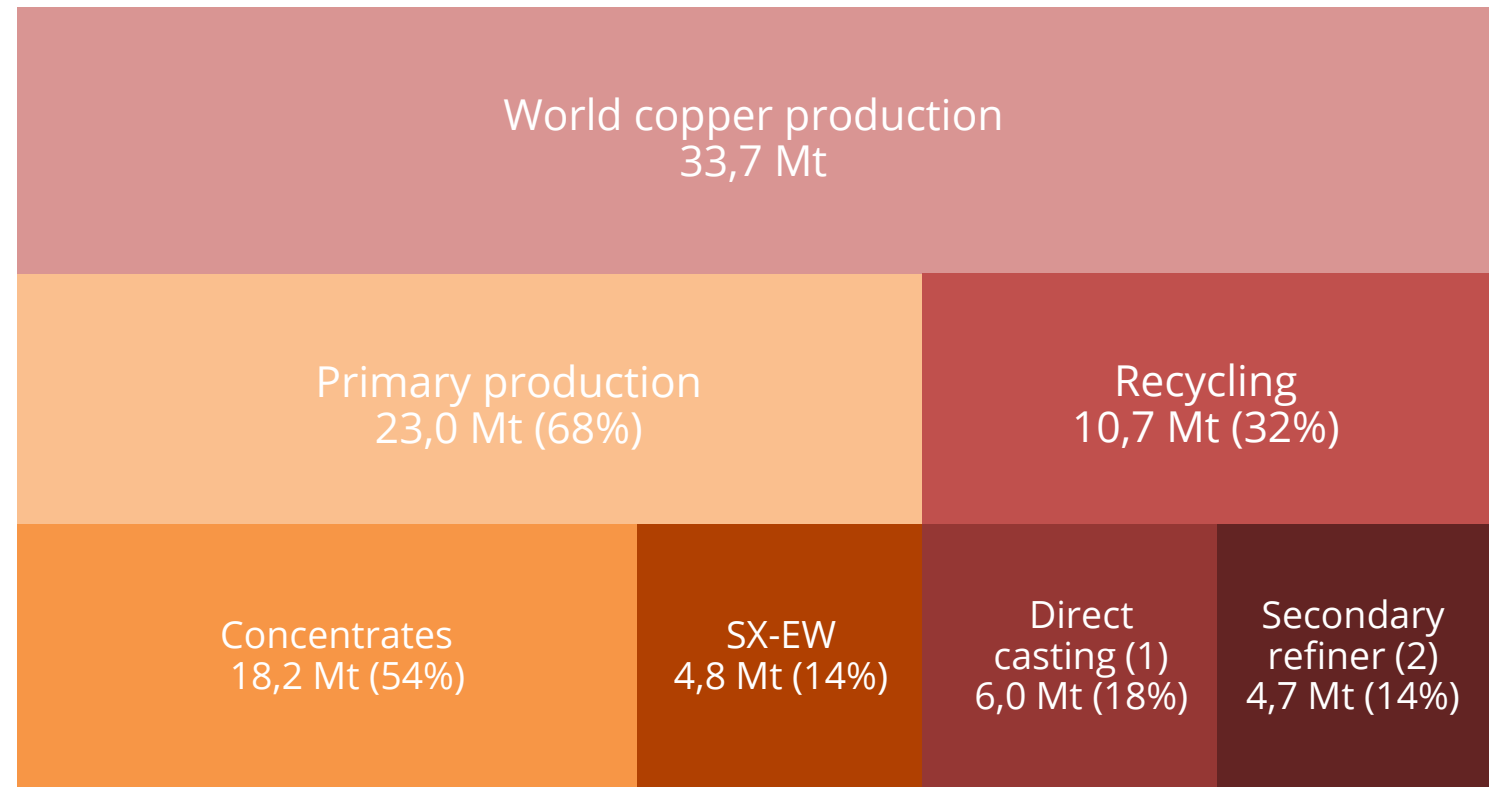 World copper production
33,7 Mt
Primary production
23,0 Mt (68%)
Recycling
10,7 Mt (32%)
Concentrates
18,2 Mt (54%)
SX-EW
4,8 Mt (14%)
Direct
casting (1)
6,0 Mt (18%)
Secondary
refiner (2)
4,7 Mt (14%)